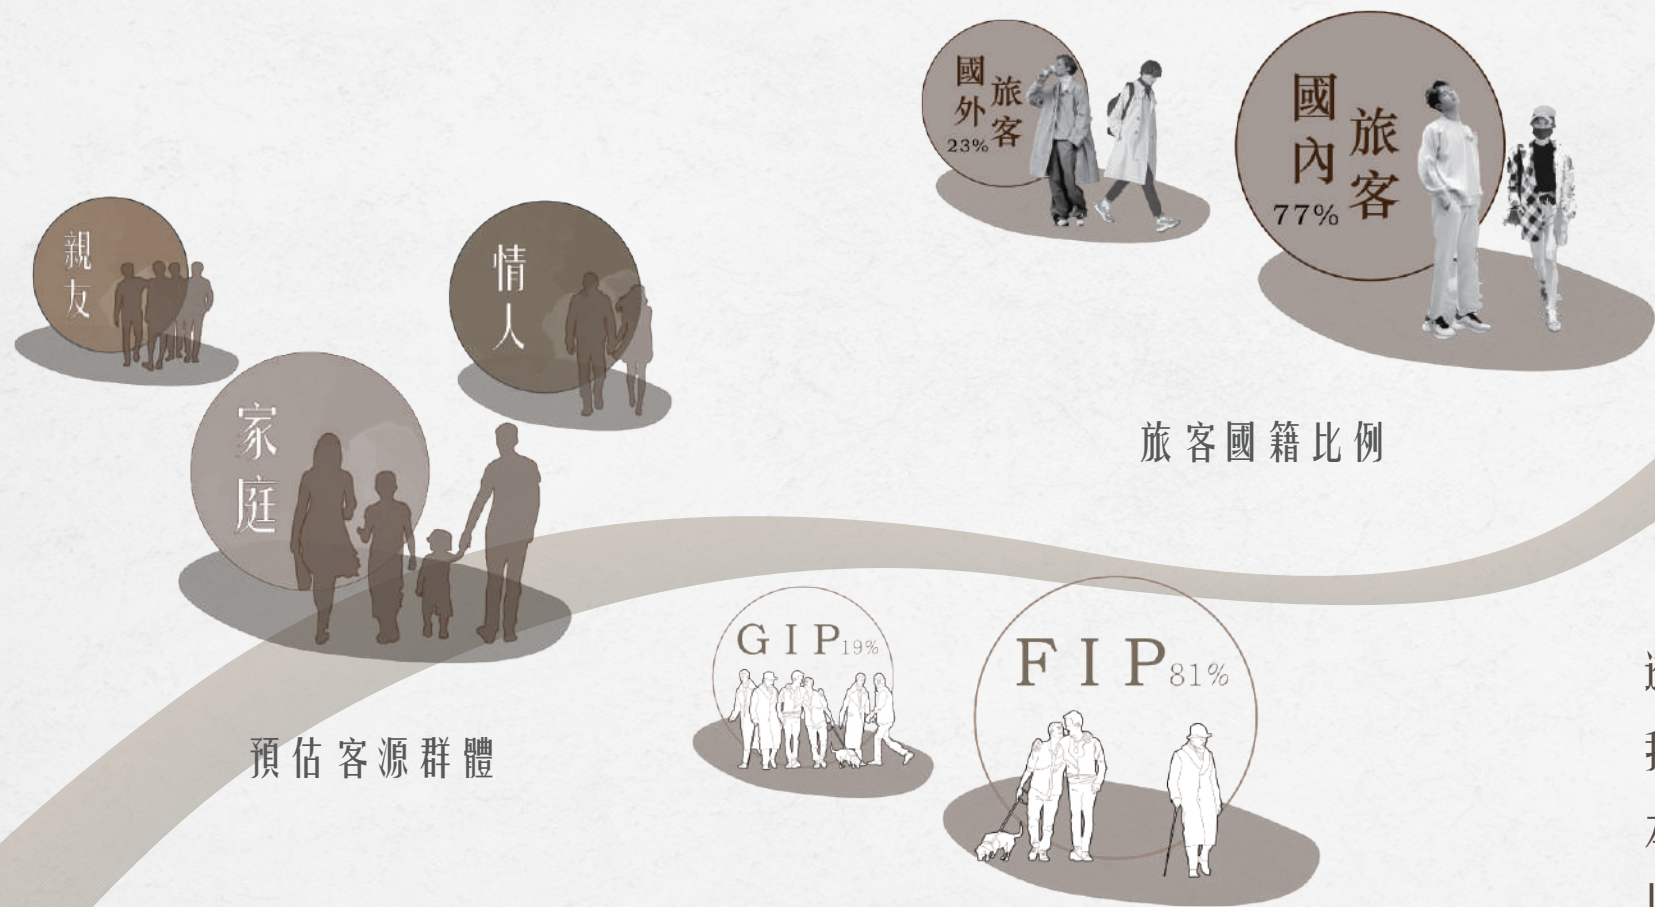 親友
情人
家庭
預估客源群體
國外旅客
23%
國內旅客
77%
旅客國籍比例
GIP19%
FIP81%